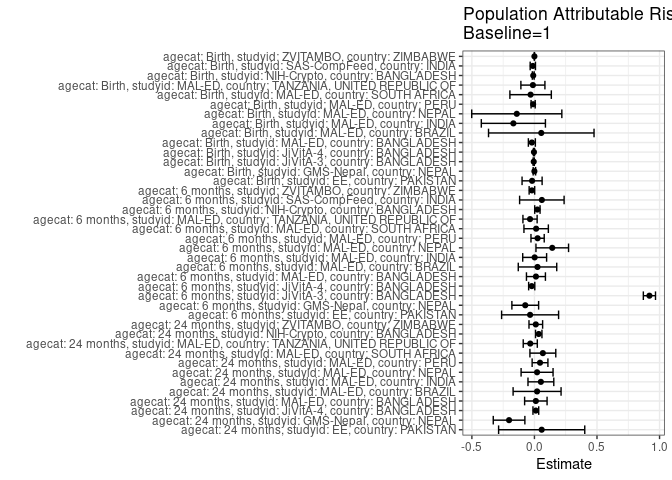 Population Attributable Ris
Baseline=1
agecat: Birth, studyid: ZVITAMBO, country: ZIMBABWE
agecat: Birth, studyid: SAS-CompFeed, country: INDIA
agecat: Birth, studyid: NIH-Crypto, country: BANGLADESH
agecat: Birth, studyid: MAL-ED, country: TANZANIA, UNITED REPUBLIC OF
agecat: Birth, studyid: MAL-ED, country: SOUTH AFRICA
agecat: Birth, studyid: MAL-ED, country: PERU
agecat: Birth, studyid: MAL-ED, country: NEPAL
agecat: Birth, studyid: MAL-ED, country: INDIA
agecat: Birth, studyid: MAL-ED, country: BRAZIL
agecat: Birth, studyid: MAL-ED, country: BANGLADESH
agecat: Birth, studyid: JiVitA-4, country: BANGLADESH
agecat: Birth, studyid: JiVitA-3, country: BANGLADESH
agecat: Birth, studyid: GMS-Nepal, country: NEPAL
agecat: Birth, studyid: EE, country: PAKISTAN
agecat: 6 months, studyid: ZVITAMBO, country: ZIMBABWE
agecat: 6 months, studyid: SAS-CompFeed, country: INDIA
agecat: 6 months, studyid: NIH-Crypto, country: BANGLADESH
agecat: 6 months, studyid: MAL-ED, country: TANZANIA, UNITED REPUBLIC OF
agecat: 6 months, studyid: MAL-ED, country: SOUTH AFRICA
agecat: 6 months, studyid: MAL-ED, country: PERU
agecat: 6 months, studyid: MAL-ED, country: NEPAL
agecat: 6 months, studyid: MAL-ED, country: INDIA
agecat: 6 months, studyid: MAL-ED, country: BRAZIL
agecat: 6 months, studyid: MAL-ED, country: BANGLADESH
agecat: 6 months, studyid: JiVitA-4, country: BANGLADESH
agecat: 6 months, studyid: JiVitA-3, country: BANGLADESH
agecat: 6 months, studyid: GMS-Nepal, country: NEPAL
agecat: 6 months, studyid: EE, country: PAKISTAN
agecat: 24 months, studyid: ZVITAMBO, country: ZIMBABWE
agecat: 24 months, studyid: NIH-Crypto, country: BANGLADESH
agecat: 24 months, studyid: MAL-ED, country: TANZANIA, UNITED REPUBLIC OF
agecat: 24 months, studyid: MAL-ED, country: SOUTH AFRICA
agecat: 24 months, studyid: MAL-ED, country: PERU
agecat: 24 months, studyid: MAL-ED, country: NEPAL
agecat: 24 months, studyid: MAL-ED, country: INDIA
agecat: 24 months, studyid: MAL-ED, country: BRAZIL
agecat: 24 months, studyid: MAL-ED, country: BANGLADESH
agecat: 24 months, studyid: JiVitA-4, country: BANGLADESH
agecat: 24 months, studyid: GMS-Nepal, country: NEPAL
agecat: 24 months, studyid: EE, country: PAKISTAN
-0.5 0.0 0.5 1.0
Estimate